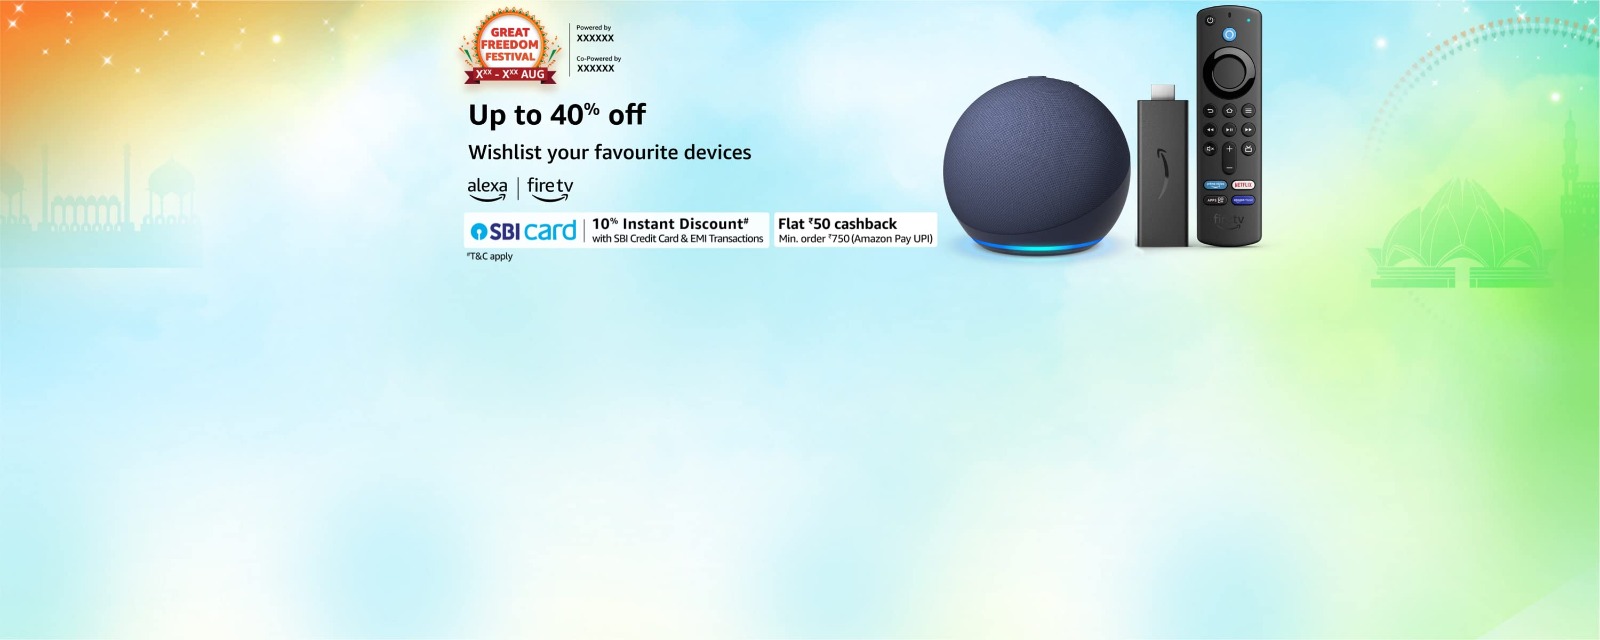 GREAT
FREEDOM
FESTIVAL
Xxx - Xxx AUG
Powered by
XXXXXX
Co-Powered by
XXXXXX
Up to 40% off
Wishlist your favourite devices
alexa | fire tv
SBI card | 10% Instant Discount#
with SBI Credit Card & EMI Transactions
Flat ₹50 cashback
Min. order ₹750 (Amazon Pay UPI)
#T&C apply
NETFLIX
APPS
fire tv